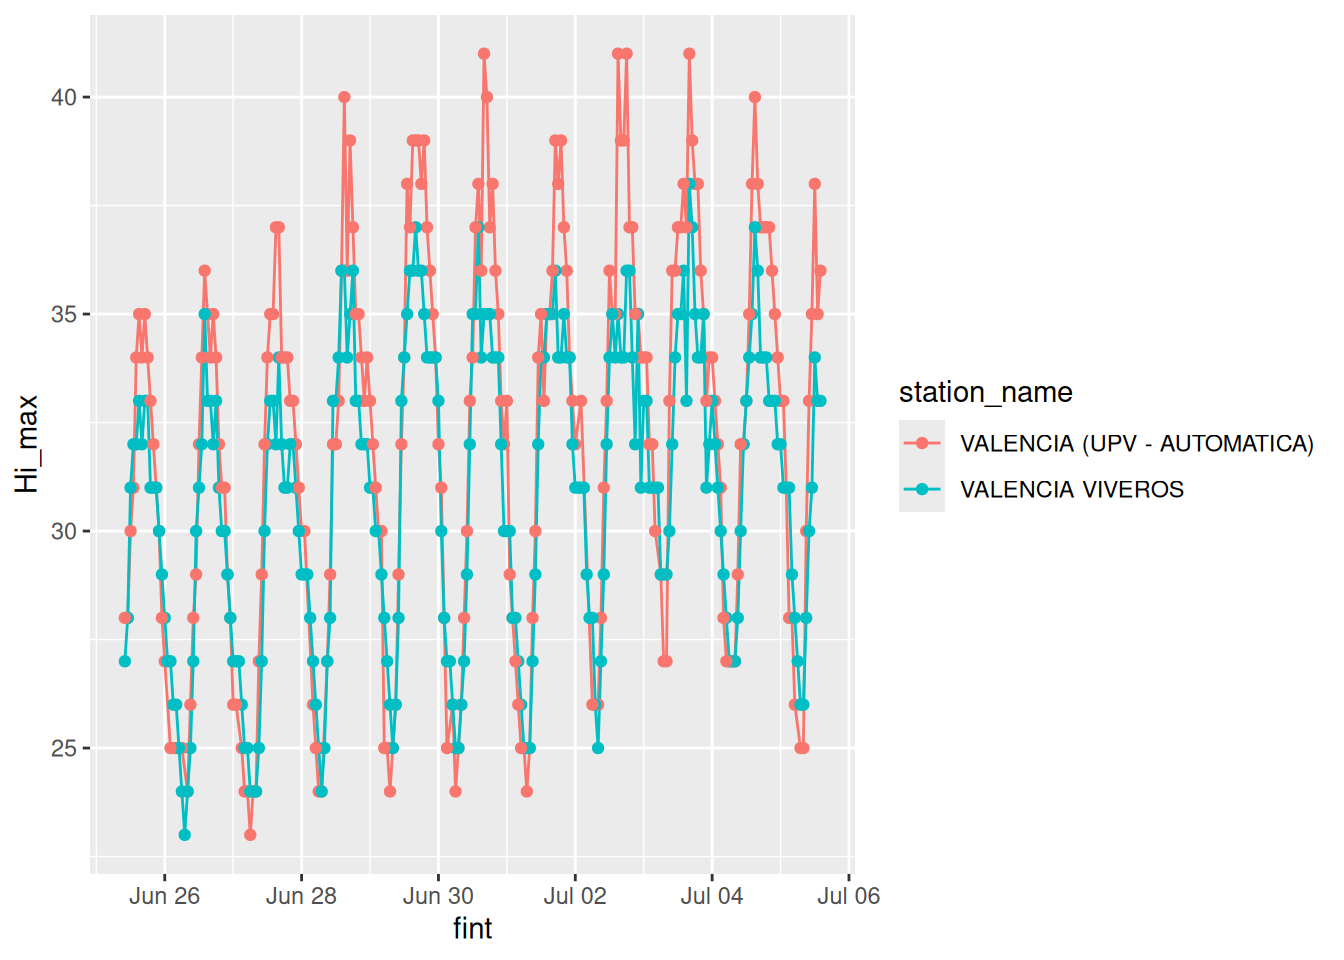 40
35
30
25
Hi_max
Jun 26 Jun 28 Jun 30 Jul 02 Jul 04 Jul 06
fint
station_name
VALENCIA (UPV - AUTOMATICA)
VALENCIA VIVEROS